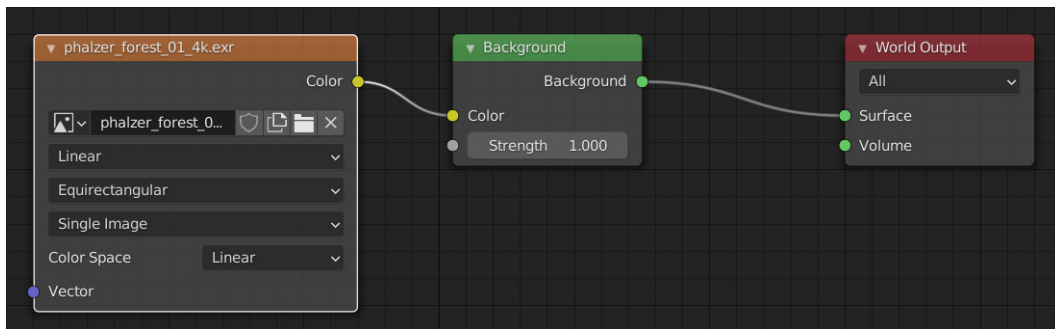 phalzer_forest_01_4k.exr
Color
phalzer_forest_0...
Linear
Equirectangular
Single Image
Color Space Linear
Vector
Background
Background
Color
Strength 1.000
World Output
All
Surface
Volume